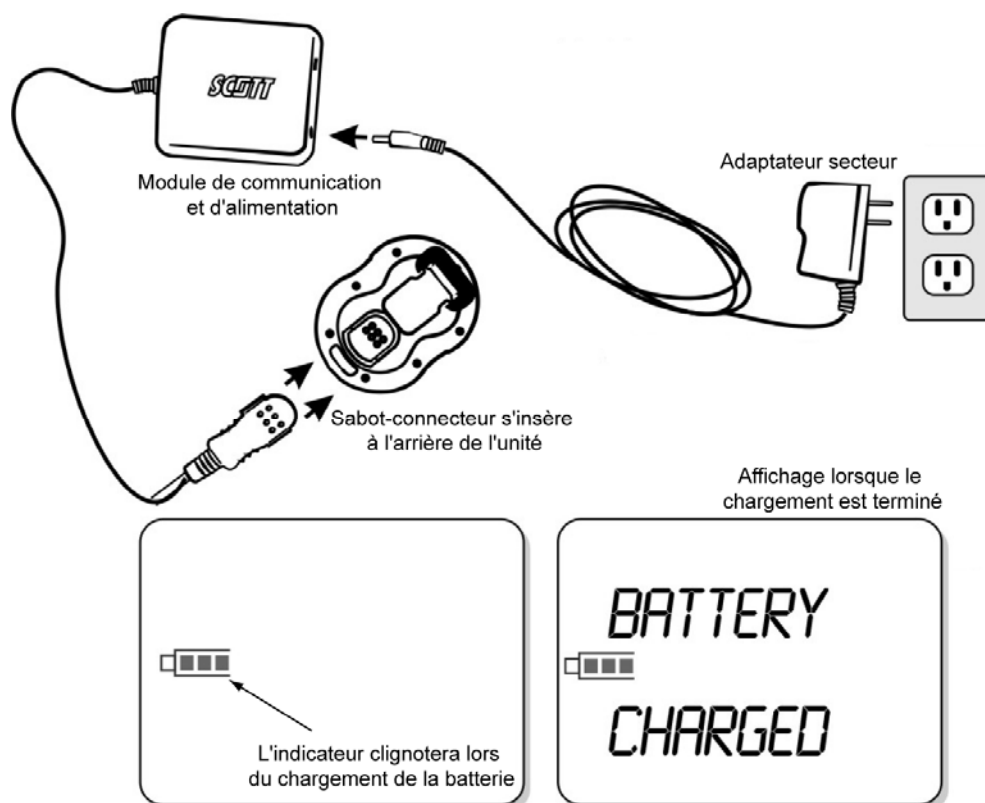 SCOTT
Module de communication
et d'alimentation
Adaptateur secteur
Sabot-connecteur s'insère
à l'arrière de l'unité
Affichage lorsque le
chargement est terminé
L'indicateur clignotera lors
du chargement de la batterie
BATTERY
CHARGED